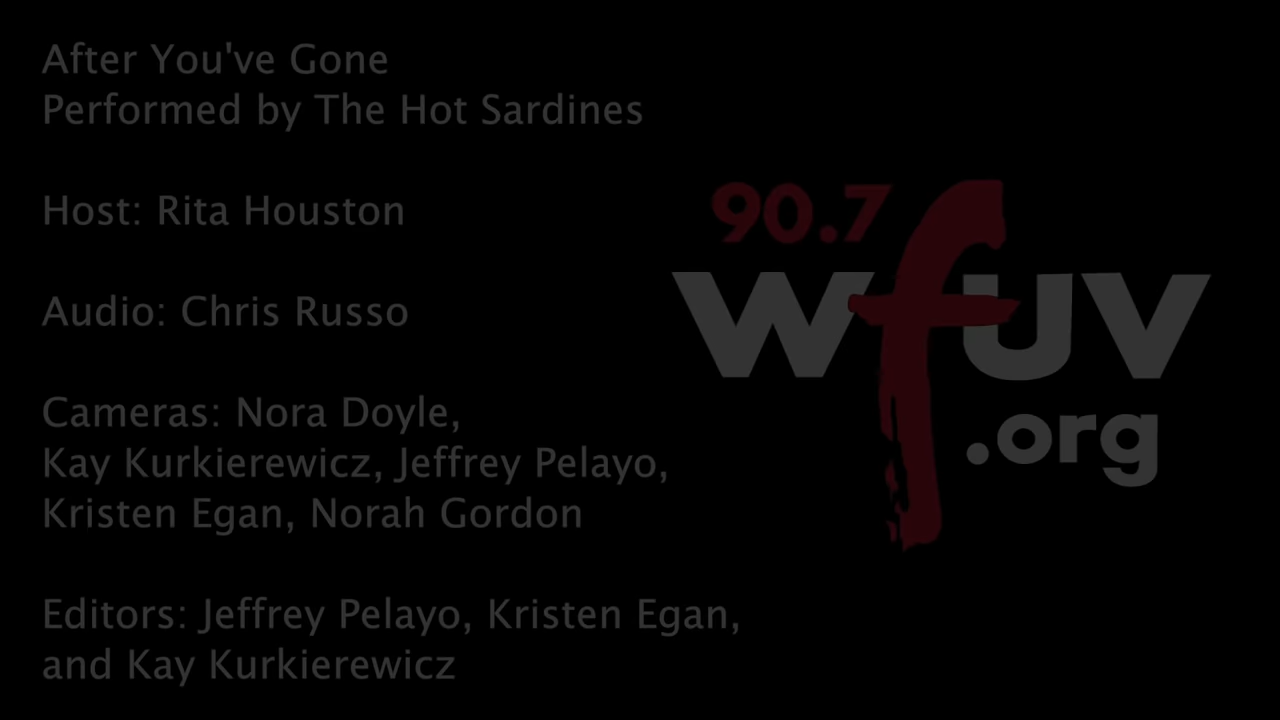 After You've Gone
Performed by The Hot Sardines
Host: Rita Houston
Audio: Chris Russo
Cameras: Nora Doyle,
Kay Kurkierewicz, Jeffrey Pelayo,
Kristen Egan, Norah Gordon
Editors: Jeffrey Pelayo, Kristen Egan,
and Kay Kurkierewicz
90.7
wfuv
.org